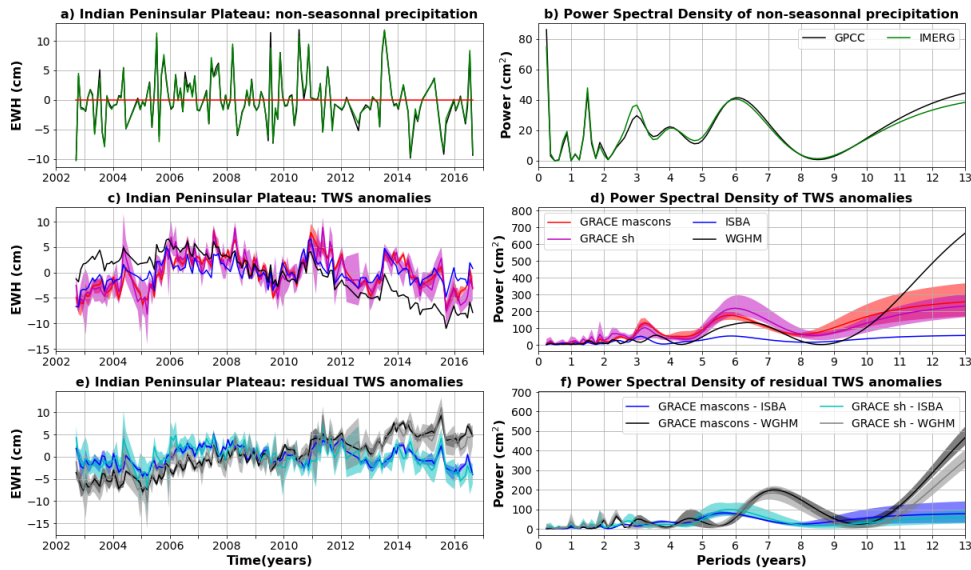 a) Indian Peninsular Plateau: non-seasonnal precipitation
EWH (cm)
10
5
0
−5
−10
2002 2004 2006 2008 2010 2012 2014 2016
b) Power Spectral Density of non-seasonnal precipitation
GPCC IMERG
Power (cm²)
80
60
40
20
0
0 1 2 3 4 5 6 7 8 9 10 11 12 13
c) Indian Peninsular Plateau: TWS anomalies
EWH (cm)
10
5
0
−5
−10
−15
2002 2004 2006 2008 2010 2012 2014 2016
d) Power Spectral Density of TWS anomalies
GRACE mascons ISBA
GRACE sh WGHM
Power (cm²)
800
700
600
500
400
300
200
100
0
0 1 2 3 4 5 6 7 8 9 10 11 12 13
e) Indian Peninsular Plateau: residual TWS anomalies
EWH (cm)
10
5
0
−5
−10
−15
2002 2004 2006 2008 2010 2012 2014 2016
Time(years)
f) Power Spectral Density of residual TWS anomalies
GRACE mascons - ISBA GRACE sh - ISBA
GRACE mascons - WGHM GRACE sh - WGHM
Power (cm²)
700
600
500
400
300
200
100
0
0 1 2 3 4 5 6 7 8 9 10 11 12 13
Periods (years)